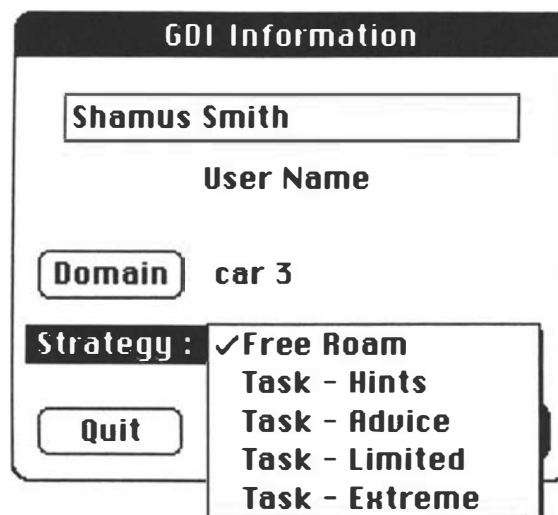 GDI Information
Shamus Smith
User Name
Domain car 3
Strategy : ✓Free Roam
Task - Hints
Quit Task - Advice
Task - Limited
Task - Extreme